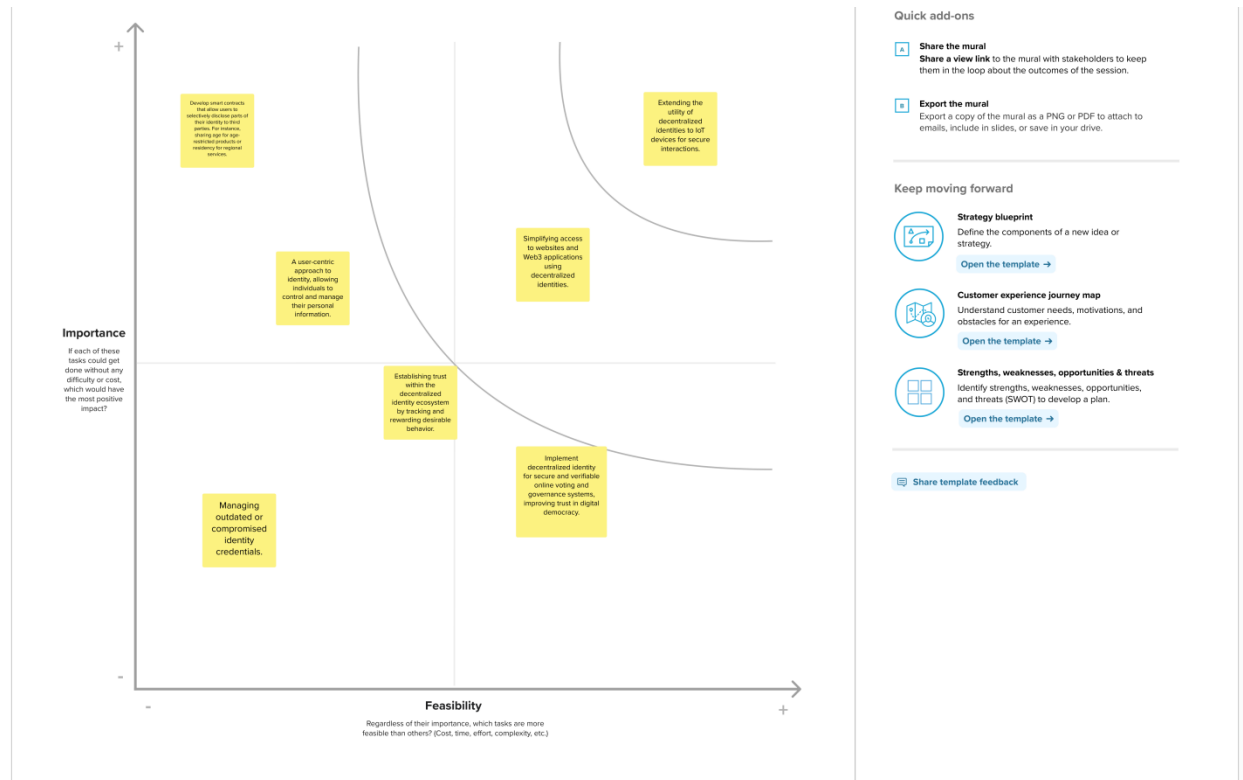 +
Develop smart contracts
that allow users to
selectively disclose parts of
their identity to third
parties. For instance,
sharing age for age-
restricted products or
residency for regional
services.
Extending the
utility of
decentralized
identities to IoT
devices for secure
interactions.
A user-centric
approach to
identity, allowing
individuals to
control and manage
their personal
information.
Simplifying access
to websites and
Web3 applications
using
decentralized
identities.
Importance
If each of these
tasks could get
done without any
difficulty or cost,
which would have
the most positive
impact?
Establishing trust
within the
decentralized
identity ecosystem
by tracking and
rewarding desirable
behavior.
Implement
decentralized identity
for secure and verifiable
online voting and
governance systems,
improving trust in digital
democracy.
Managing
outdated or
compromised
identity
credentials.
-
-
Feasibility
+
Regardless of their importance, which tasks are more
feasible than others? (Cost, time, effort, complexity, etc.)
Quick add-ons
A
Share the mural
Share a view link to the mural with stakeholders to keep
them in the loop about the outcomes of the session.
B
Export the mural
Export a copy of the mural as a PNG or PDF to attach to
emails, include in slides, or save in your drive.
Keep moving forward
Strategy blueprint
Define the components of a new idea or
strategy.
Open the template →
Customer experience journey map
Understand customer needs, motivations, and
obstacles for an experience.
Open the template →
Strengths, weaknesses, opportunities & threats
Identify strengths, weaknesses, opportunities,
and threats (SWOT) to develop a plan.
Open the template →
Share template feedback